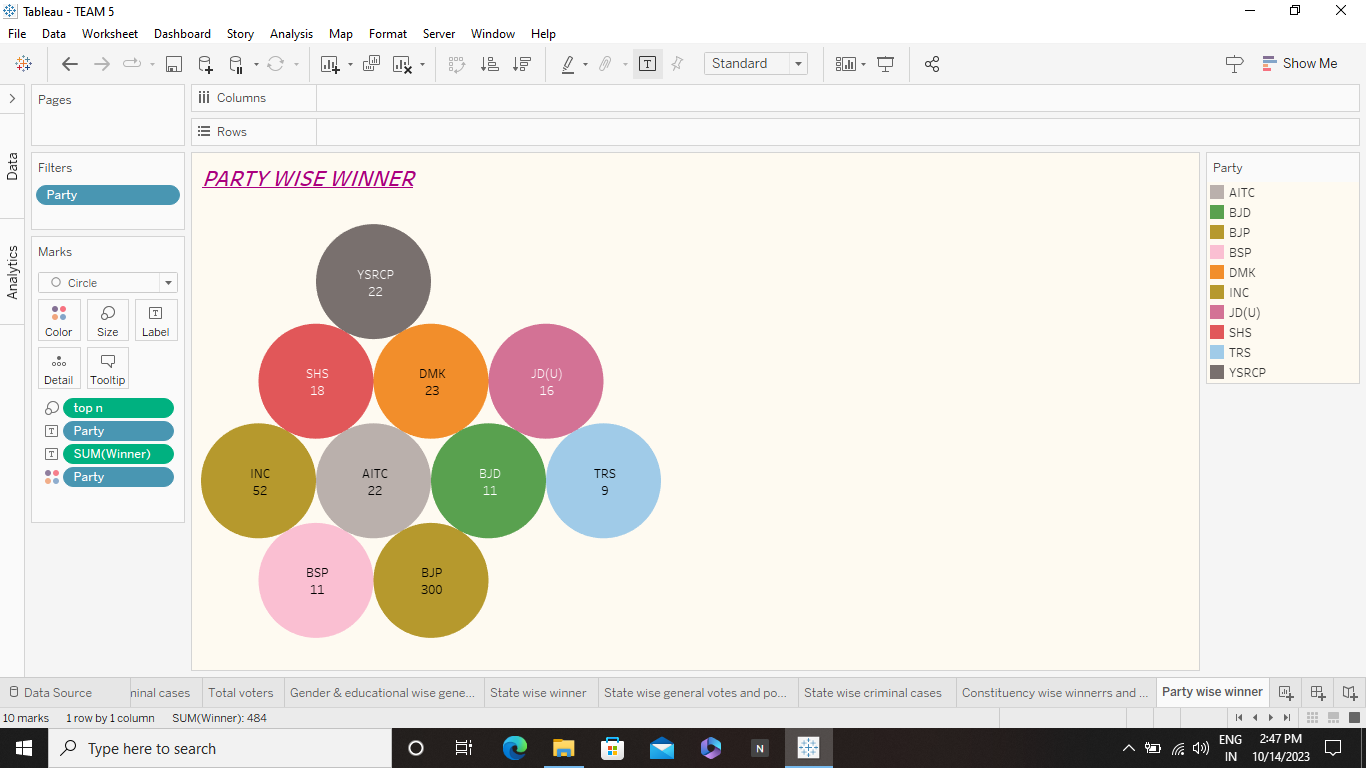 Tableau - TEAM 5
File Data Worksheet Dashboard Story Analysis Map Format Server Window Help
Standard
Show Me
Pages
Columns
Rows
Data
Analytics
Filters
Party
Marks
Circle
Color Size Label
Detail Tooltip
top n
Party
SUM(Winner)
Party
PARTY WISE WINNER
YSRCP
22
SHS
18
DMK
23
JD(U)
16
INC
52
AITC
22
BJD
11
TRS
9
BSP
11
BJP
300
Party
AITC
BJD
BJP
BSP
DMK
INC
JD(U)
SHS
TRS
YSRCP
Data Source ninal cases Total voters Gender & educational wise gene... State wise winner State wise general votes and po... State wise criminal cases Constituency wise winnerrs and ... Party wise winner
10 marks 1 row by 1 column SUM(Winner): 484
Type here to search
N
ENG
IN
2:47 PM
10/14/2023